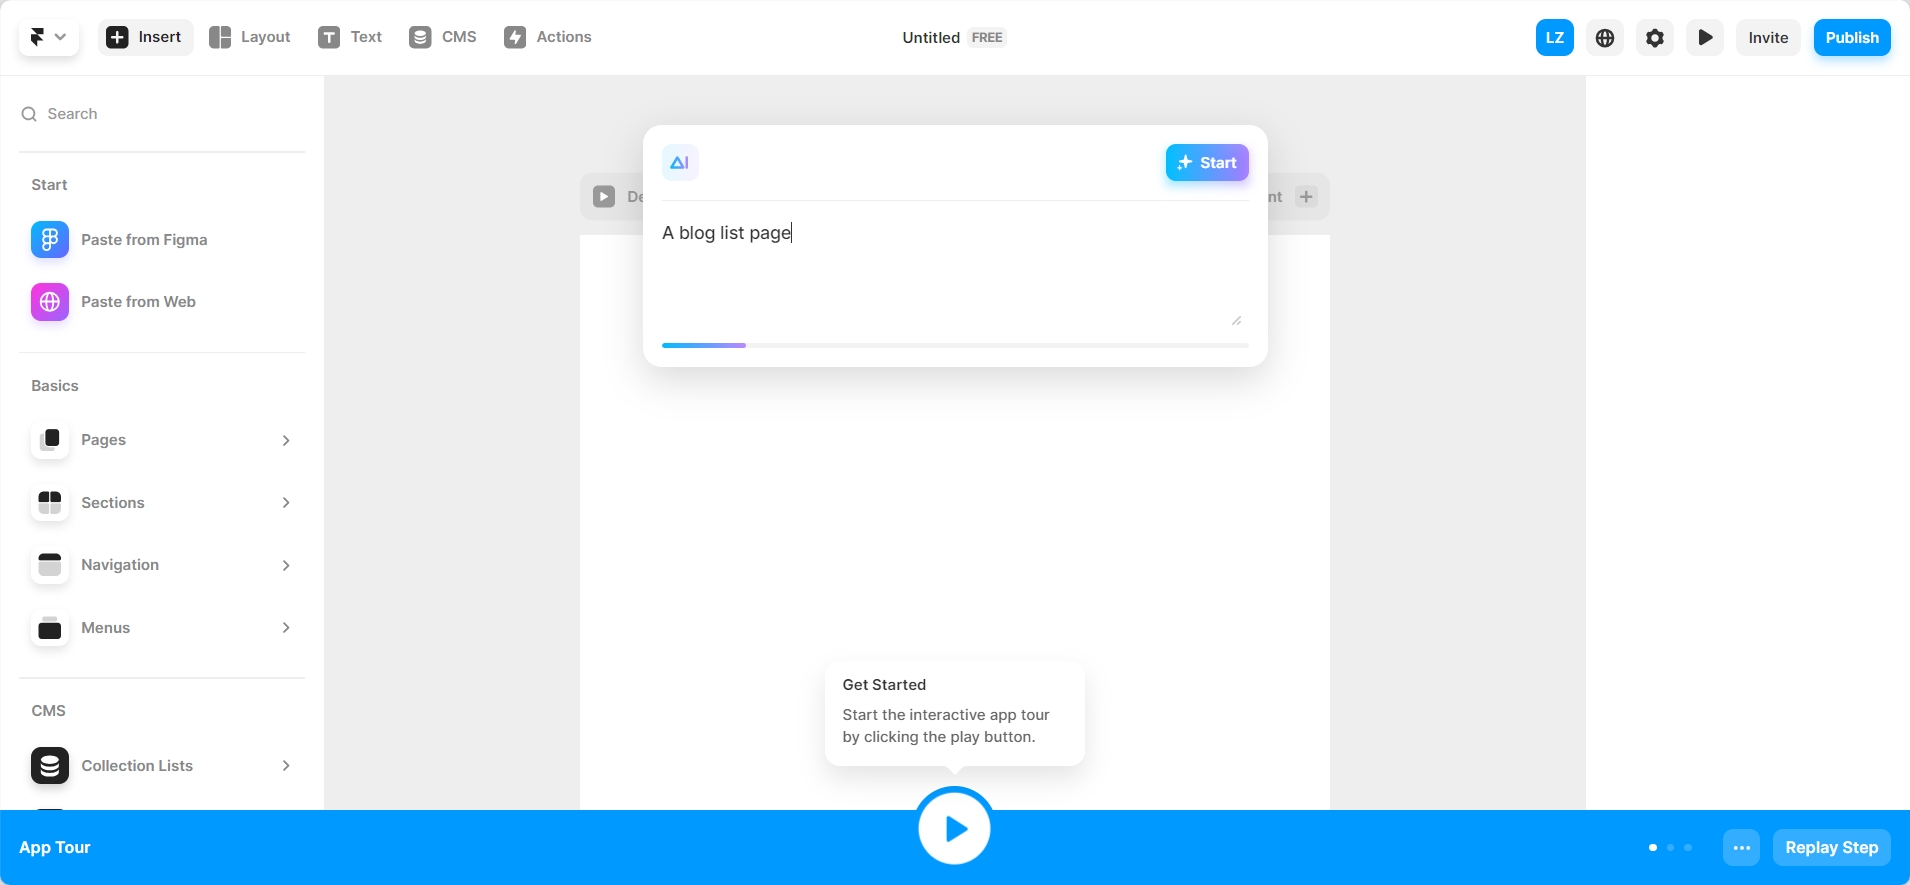 Insert
Layout
Text
CMS
Actions
Untitled FREE
LZ
Invite
Publish
Search
Start
Paste from Figma
Paste from Web
Basics
Pages
Sections
Navigation
Menus
CMS
Collection Lists
AI
Start
A blog list page
Get Started
Start the interactive app tour
by clicking the play button.
App Tour
Replay Step